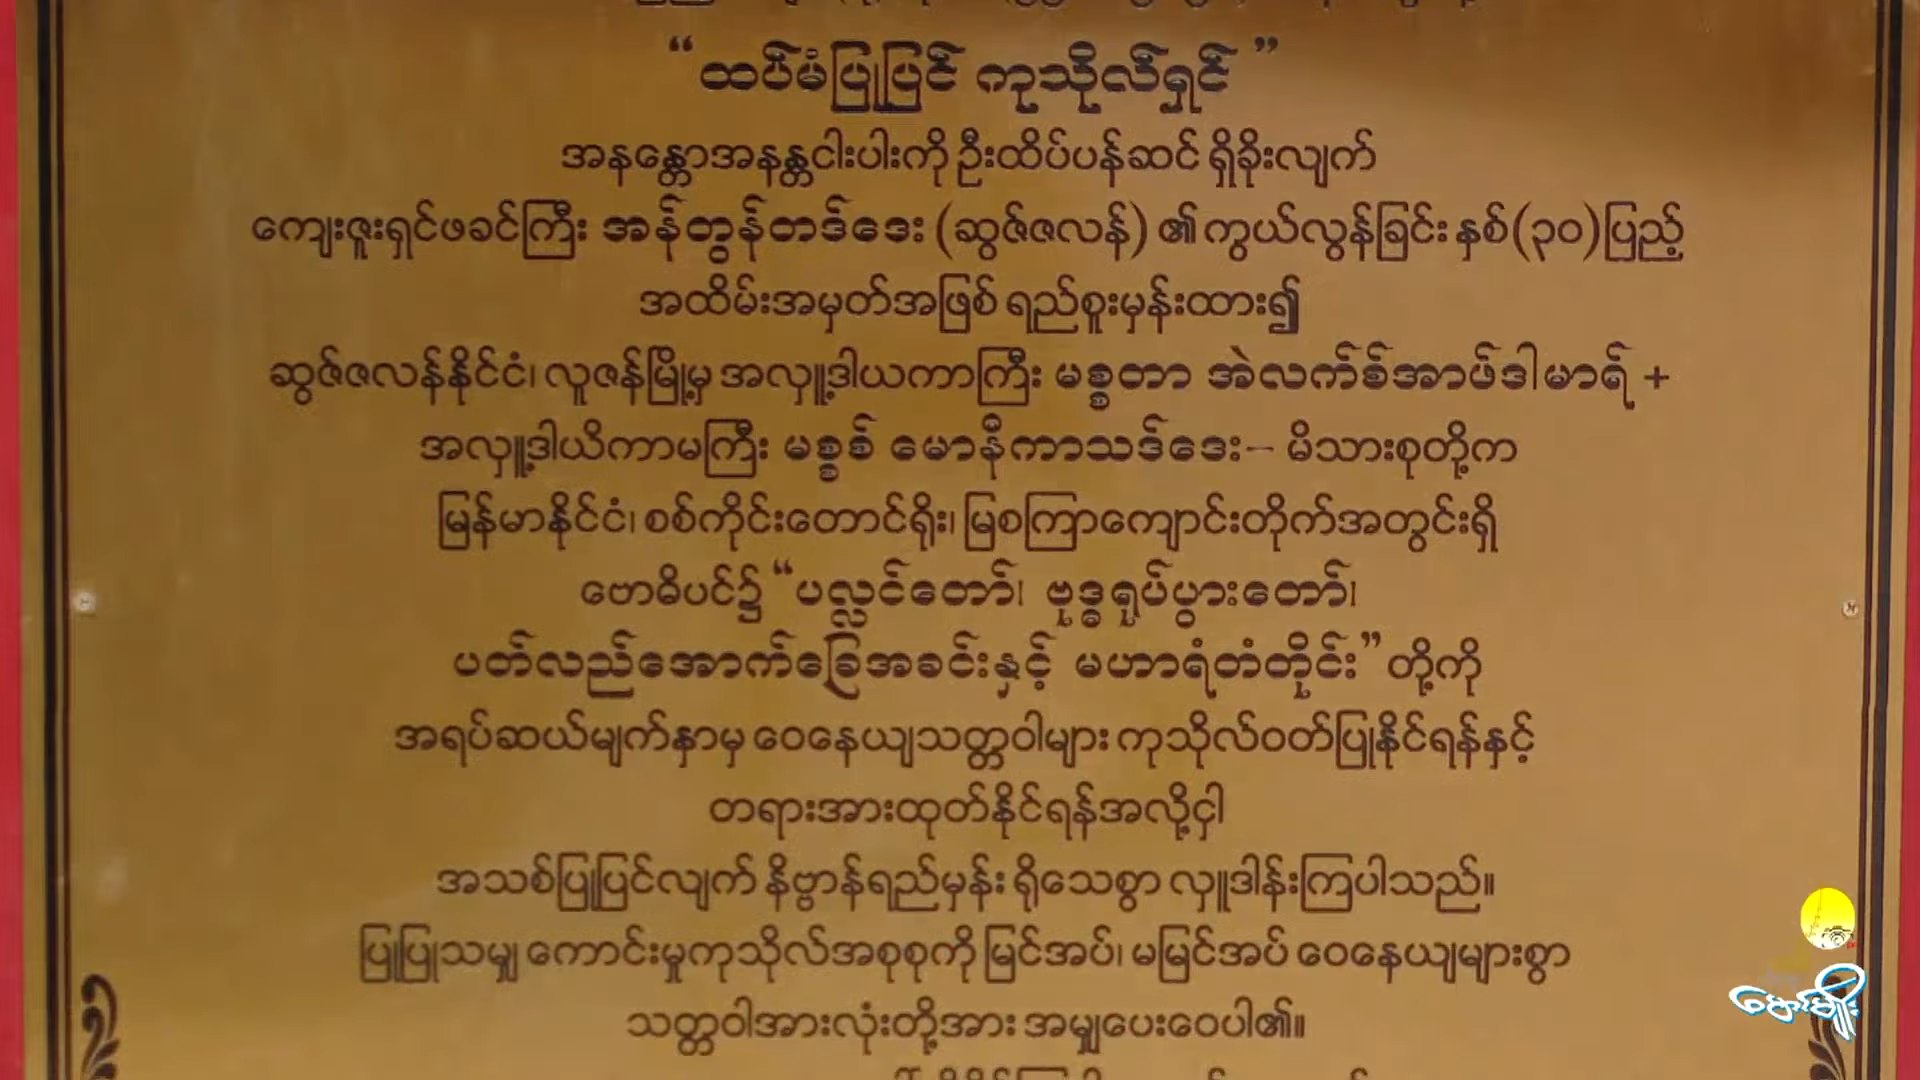 “ ထပ်မံပြုပြင် ကုသိုလ်ရှင် ”
အနန္တောအနန္တငါးပါးကို ဦးထိပ်ပန်ဆင် ရှိခိုးလျက်
ကျေးဇူးရှင်ဖခင်ကြီး အန်တွန်တဒ်ဒေး (ဆွဇ်ဇလန်) ၏ ကွယ်လွန်ခြင်း နှစ်(၃၀)ပြည့်
အထိမ်းအမှတ်အဖြစ် ရည်စူးမှန်းထား၍
ဆွဇ်ဇလန်နိုင်ငံ၊ လူဇန်မြို့မှ အလှူ့ဒါယကာကြီး မစ္စတာ အဲလက်စ်အာဖ်ဒါမာရ် +
အလှူ့ဒါယိကာမကြီး မစ္စစ် မောနီကာသဒ်ဒေး – မိသားစုတို့က
မြန်မာနိုင်ငံ၊ စစ်ကိုင်းတောင်ရိုး၊ မြစကြာကျောင်းတိုက်အတွင်းရှိ
ဗောဓိပင်၌ “ပလ္လင်တော်၊ ဗုဒ္ဓရုပ်ပွားတော်၊
ပတ်လည်အောက်ခြေအခင်းနှင့် မဟာရံတံတိုင်း” တို့ကို
အရပ်ဆယ်မျက်နှာမှ ဝေနေယျသတ္တဝါများ ကုသိုလ်ဝတ်ပြုနိုင်ရန်နှင့်
တရားအားထုတ်နိုင်ရန်အလို့ငှါ
အသစ်ပြုပြင်လျက် နိဗ္ဗာန်ရည်မှန်း ရိုသေစွာ လှူဒါန်းကြပါသည်။
ပြုပြုသမျှ ကောင်းမှုကုသိုလ်အစုစုကို မြင်အပ်၊ မမြင်အပ် ဝေနေယျများစွာ
သတ္တဝါအားလုံးတို့အား အမျှပေးဝေပါ၏။